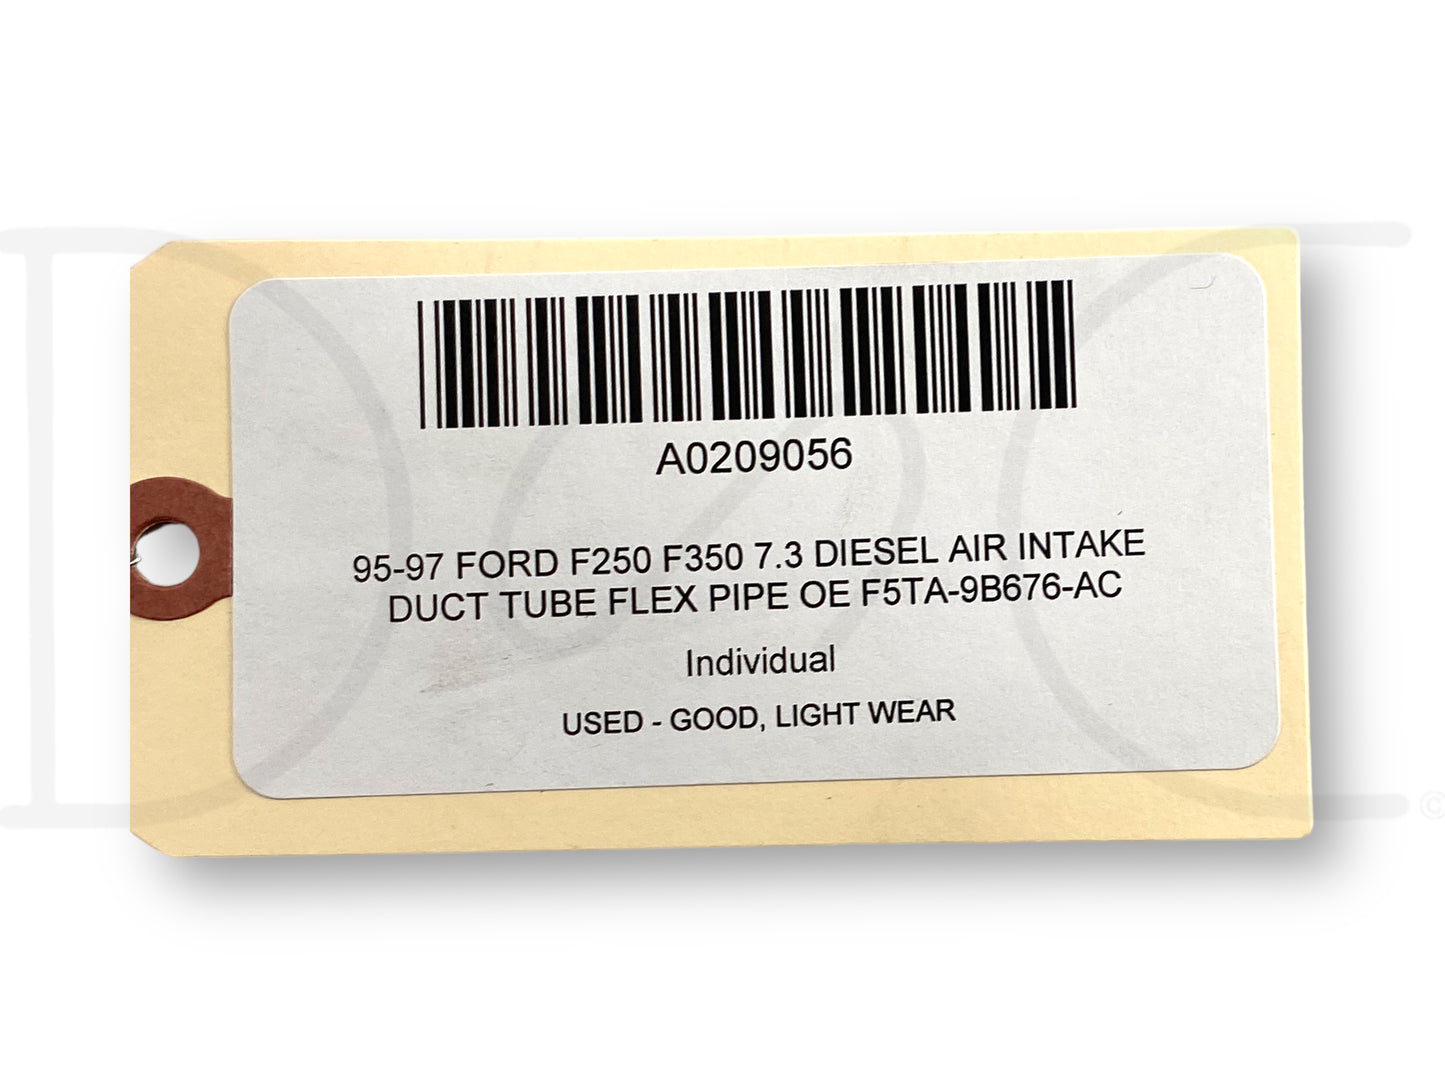 A0209056
95-97 FORD F250 F350 7.3 DIESEL AIR INTAKE
DUCT TUBE FLEX PIPE OE F5TA-9B676-AC
Individual
USED - GOOD, LIGHT WEAR
D
C
©